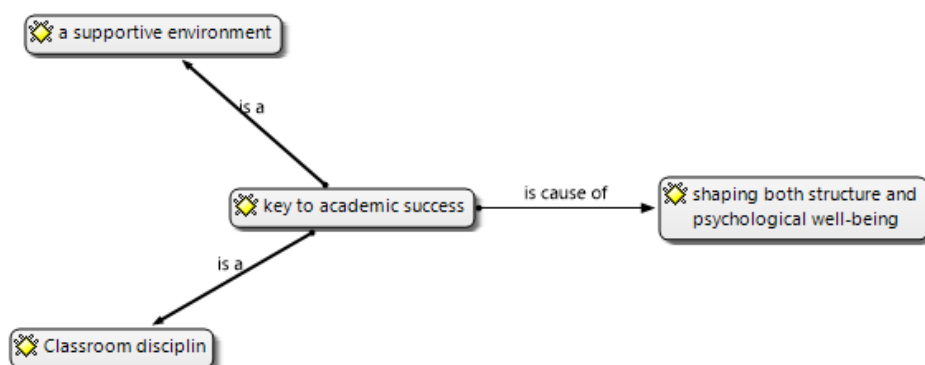 a supportive environment
is a
key to academic success
is cause of
shaping both structure and
psychological well-being
is a
Classroom disciplin